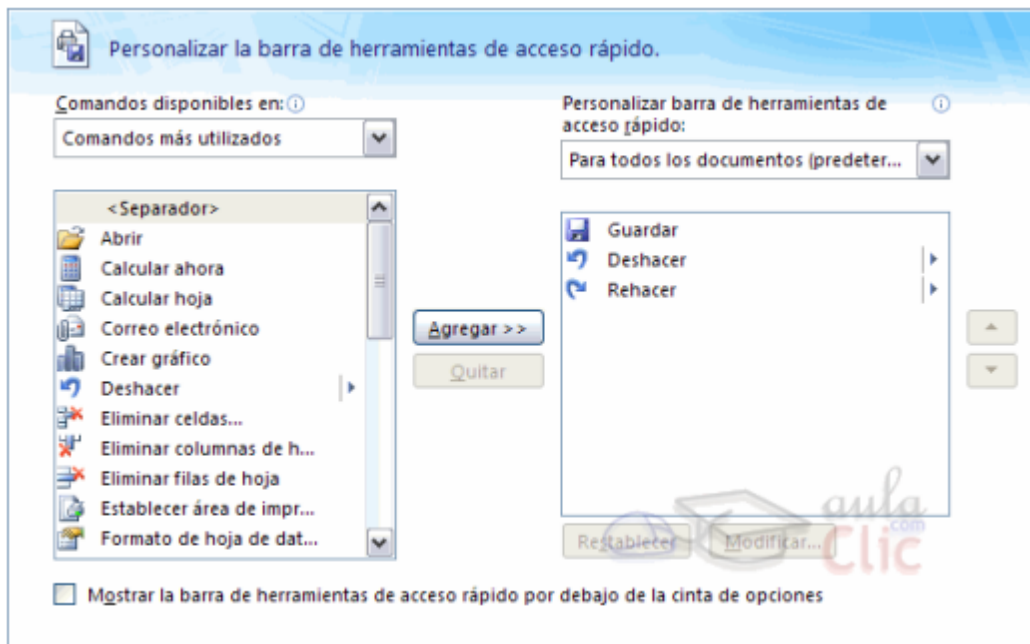 Personalizar la barra de herramientas de acceso rápido.
Comandos disponibles en:
Comandos más utilizados
<Separador>
Abrir
Calcular ahora
Calcular hoja
Correo electrónico
Crear gráfico
Deshacer
Eliminar celdas...
Eliminar columnas de h...
Eliminar filas de hoja
Establecer área de impr...
Formato de hoja de dat...
Agregar >>
Quitar
Personalizar barra de herramientas de
acceso rápido:
Para todos los documentos (predeter...
Guardar
Deshacer
Rehacer
Restablecer
Modificar...
aula
.com
Clic
Mostrar la barra de herramientas de acceso rápido por debajo de la cinta de opciones